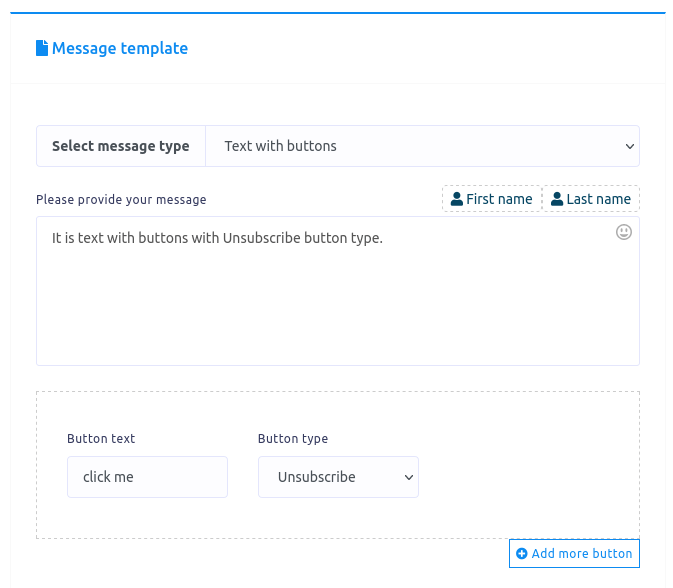 Message template
Select message type
Text with buttons
Please provide your message
First name
Last name
It is text with buttons with Unsubscribe button type.
Button text
Button type
click me
Unsubscribe
Add more button